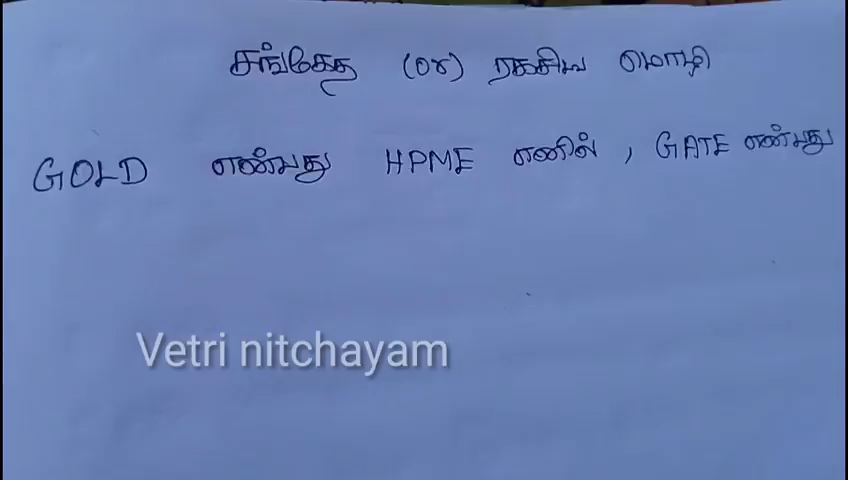 சங்கேத (or) ரகசிய மொழி
GOLD என்பது HPME எனில் , GATE என்பது
Vetri nitchayam